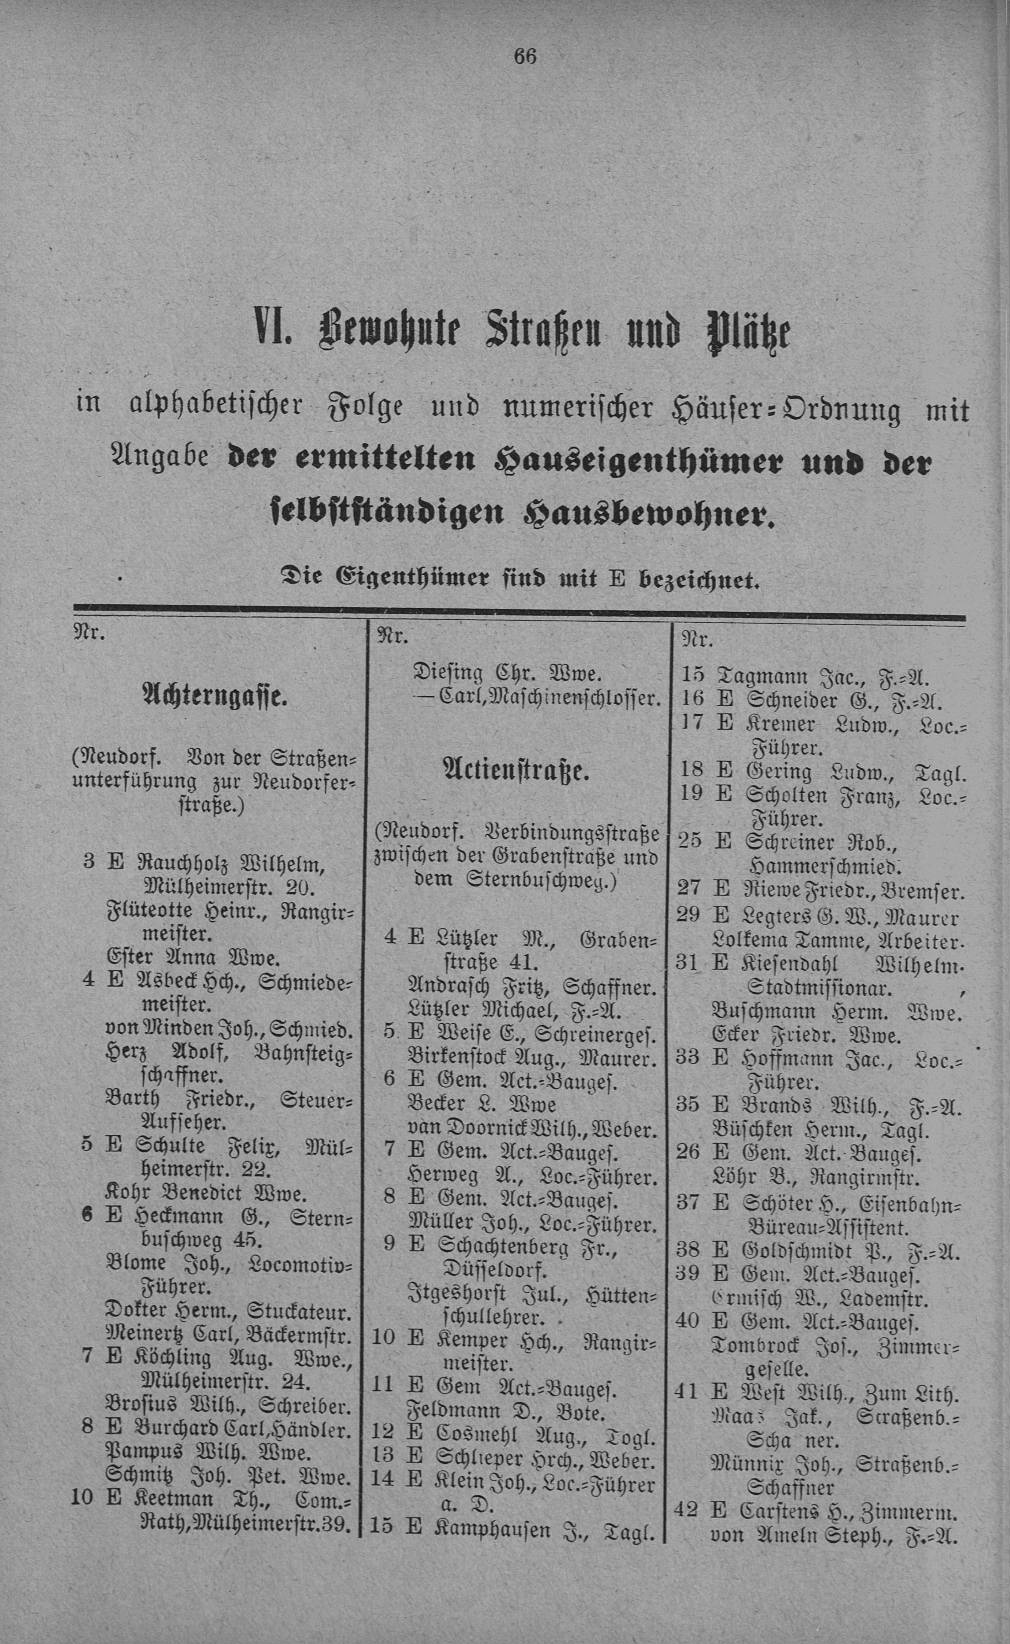 66
VI. Bewohnte Straßen und Plätze
in alphabetischer Folge und numerischer Häuser=Ordnung mit
Angabe der ermittelten Hauseigenthümer und der
selbstständigen Hausbewohner.
Die Eigenthümer sind mit E bezeichnet.
Nr.
Achterngasse.
(Neudorf. Von der Straßen=
unterführung zur Neudorfer=
straße.)
3 E Rauchholz Wilhelm,
Mülheimerstr. 20.
Flüteotte Heinr., Rangir=
meister.
Ester Anna Wwe.
4 E Asbeck Hch., Schmiede=
meister.
von Minden Joh., Schmied.
Herz Adolf, Bahnsteig=
schaffner.
Barth Friedr., Steuer=
Aufseher.
5 E Schulte Felix, Mül=
heimerstr. 22.
Kohr Benedict Wwe.
6 E Heckmann G., Stern=
buschweg 45.
Blome Joh., Locomotiv=
Führer.
Dokter Herm., Stuckateur.
Meinertz Carl, Bäckermstr.
7 E Köchling Aug. Wwe.,
Mülheimerstr. 24.
Brosius Wilh., Schreiber.
8 E Burchard Carl, Händler.
Pampus Wilh. Wwe.
Schmitz Joh. Pet. Wwe.
10 E Keetman Th., Com.=
Rath, Mülheimerstr. 39.
Nr.
Diesing Chr. Wwe.
— Carl, Maschinenschlosser.
Actienstraße.
(Neudorf. Verbindungsstraße
zwischen der Grabenstraße und
dem Sternbuschweg.)
4 E Lützler M., Graben=
straße 41.
Andrasch Fritz, Schaffner.
Lützler Michael, F.=A.
5 E Weise E., Schreinerges.
Birkenstock Aug., Maurer.
6 E Gem. Act.=Bauges.
Becker L. Wwe
van Doornick Wilh., Weber.
7 E Gem. Act.=Bauges.
Herweg A., Loc.=Führer.
8 E Gem. Act.=Bauges.
Müller Joh., Loc.=Führer.
9 E Schachtenberg Fr.,
Düsseldorf.
Itgeshorst Jul., Hütten=
schullehrer.
10 E Kemper Hch., Rangir=
meister.
11 E Gem Act.=Bauges.
Feldmann D., Bote.
12 E Cosmehl Aug., Togl.
13 E Schlieper Hrch., Weber.
14 E Klein Joh., Loc.=Führer
a. D.
15 E Kamphausen J., Tagl.
Nr.
15 Tagmann Jac., F.=A.
16 E Schneider G., F.=A.
17 E Kremer Ludw., Loc.=
Führer.
18 E Gering Ludw., Tagl.
19 E Scholten Franz, Loc.=
Führer.
25 E Schreiner Rob.,
Hammerschmied.
27 E Niewe Friedr., Bremser.
29 E Legters G. W., Maurer
Lolkema Tamme, Arbeiter.
31 E Kiesendahl Wilhelm.
Stadtmissionar.
Buschmann Herm. Wwe.
Ecker Friedr. Wwe.
33 E Hoffmann Jac., Loc.=
Führer.
35 E Brands Wilh., F.=A.
Büschken Herm., Tagl.
26 E Gem. Act.=Bauges.
Löhr B., Rangirmstr.
37 E Schöter H., Eisenbahn=
Büreau=Assistent.
38 E Goldschmidt P., F.=A.
39 E Gem. Act.=Bauges.
Ermisch W., Lademstr.
40 E Gem. Act.=Bauges.
Tombrock Jos., Zimmer=
geselle.
41 E West Wilh., Zum Lith.
Maas Jak., Straßenb.=
Scha ner.
Münnix Joh., Straßenb.=
Schaffner
42 E Carstens H., Zimmerm.
von Ameln Steph., F.=A.